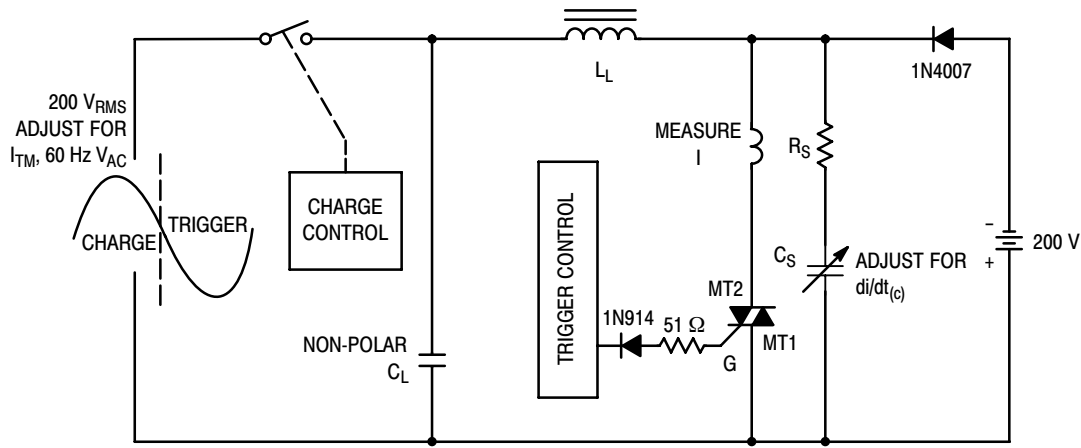 200 V_RMS
ADJUST FOR
I_TM, 60 Hz V_AC
CHARGE
TRIGGER
CHARGE
CONTROL
NON-POLAR
C_L
L_L
TRIGGER CONTROL
MEASURE
I
1N914
51 Ω
MT2
MT1
G
R_S
C_S
ADJUST FOR
di/dt_(c)
1N4007
−
+
200 V